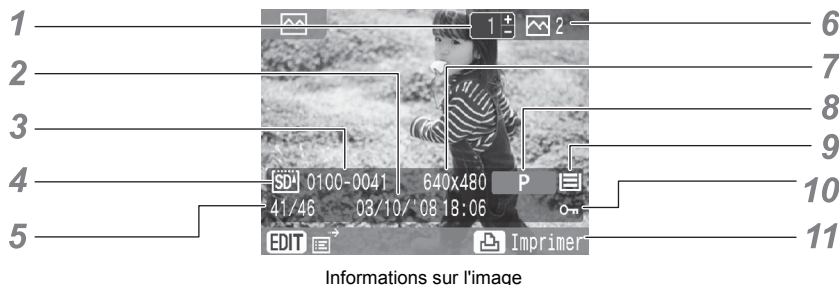 1 1 + - 2 6
2 7
3 8
9
4 SD 0100-0041 640x480 P 10
5 41/46 03/10/'08 18:06
EDIT Imprimer 11
Informations sur l'image